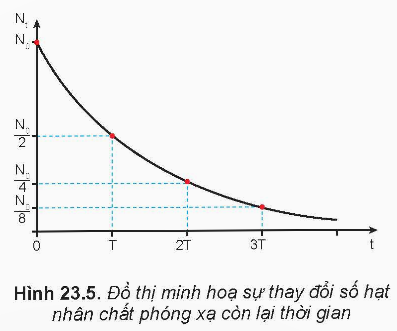 Nₜ
N₀
N₀/2
N₀/4
N₀/8
0 T 2T 3T t
Hình 23.5. Đồ thị minh hoạ sự thay đổi số hạt
nhân chất phóng xạ còn lại thời gian